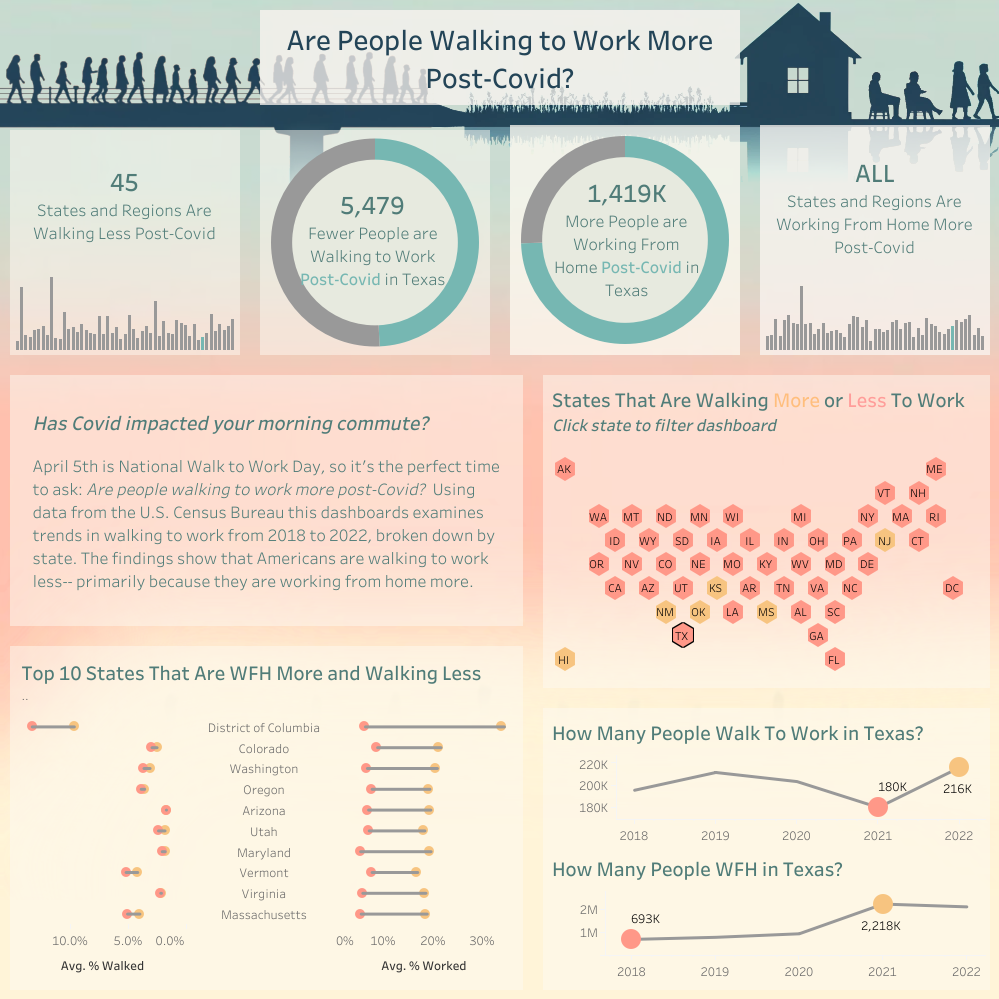 Are People Walking to Work More
Post-Covid?
45
States and Regions Are
Walking Less Post-Covid
5,479
Fewer People are
Walking to Work
Post-Covid in Texas
1,419K
More People are
Working From
Home Post-Covid in
Texas
ALL
States and Regions Are
Working From Home More
Post-Covid
Has Covid impacted your morning commute?
April 5th is National Walk to Work Day, so it's the perfect time
to ask: Are people walking to work more post-Covid? Using
data from the U.S. Census Bureau this dashboards examines
trends in walking to work from 2018 to 2022, broken down by
state. The findings show that Americans are walking to work
less-- primarily because they are working from home more.
States That Are Walking More or Less To Work
Click state to filter dashboard
AK ME
VT NH
WA MT ND MN WI MI NY MA RI
ID WY SD IA IL IN OH PA NJ CT
OR NV CO NE MO KY WV MD DE
CA AZ UT KS AR TN VA NC DC
NM OK LA MS AL SC
TX GA
HI FL
Top 10 States That Are WFH More and Walking Less
..
District of Columbia
Colorado
Washington
Oregon
Arizona
Utah
Maryland
Vermont
Virginia
Massachusetts
10.0% 5.0% 0.0% 0% 10% 20% 30%
Avg. % Walked Avg. % Worked
How Many People Walk To Work in Texas?
220K
200K
180K
180K
216K
2018 2019 2020 2021 2022
How Many People WFH in Texas?
2M
1M
693K
2,218K
2018 2019 2020 2021 2022